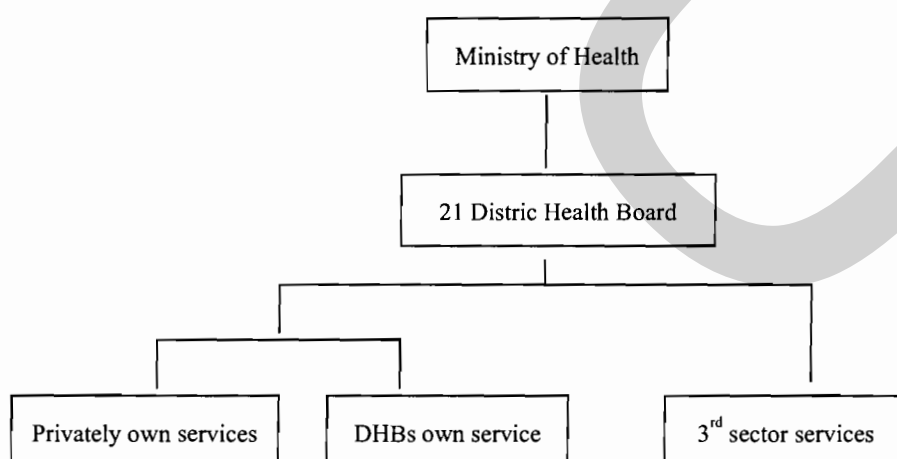 Ministry of Health
21 Distric Health Board
Privately own services
DHBs own service
3rd sector services